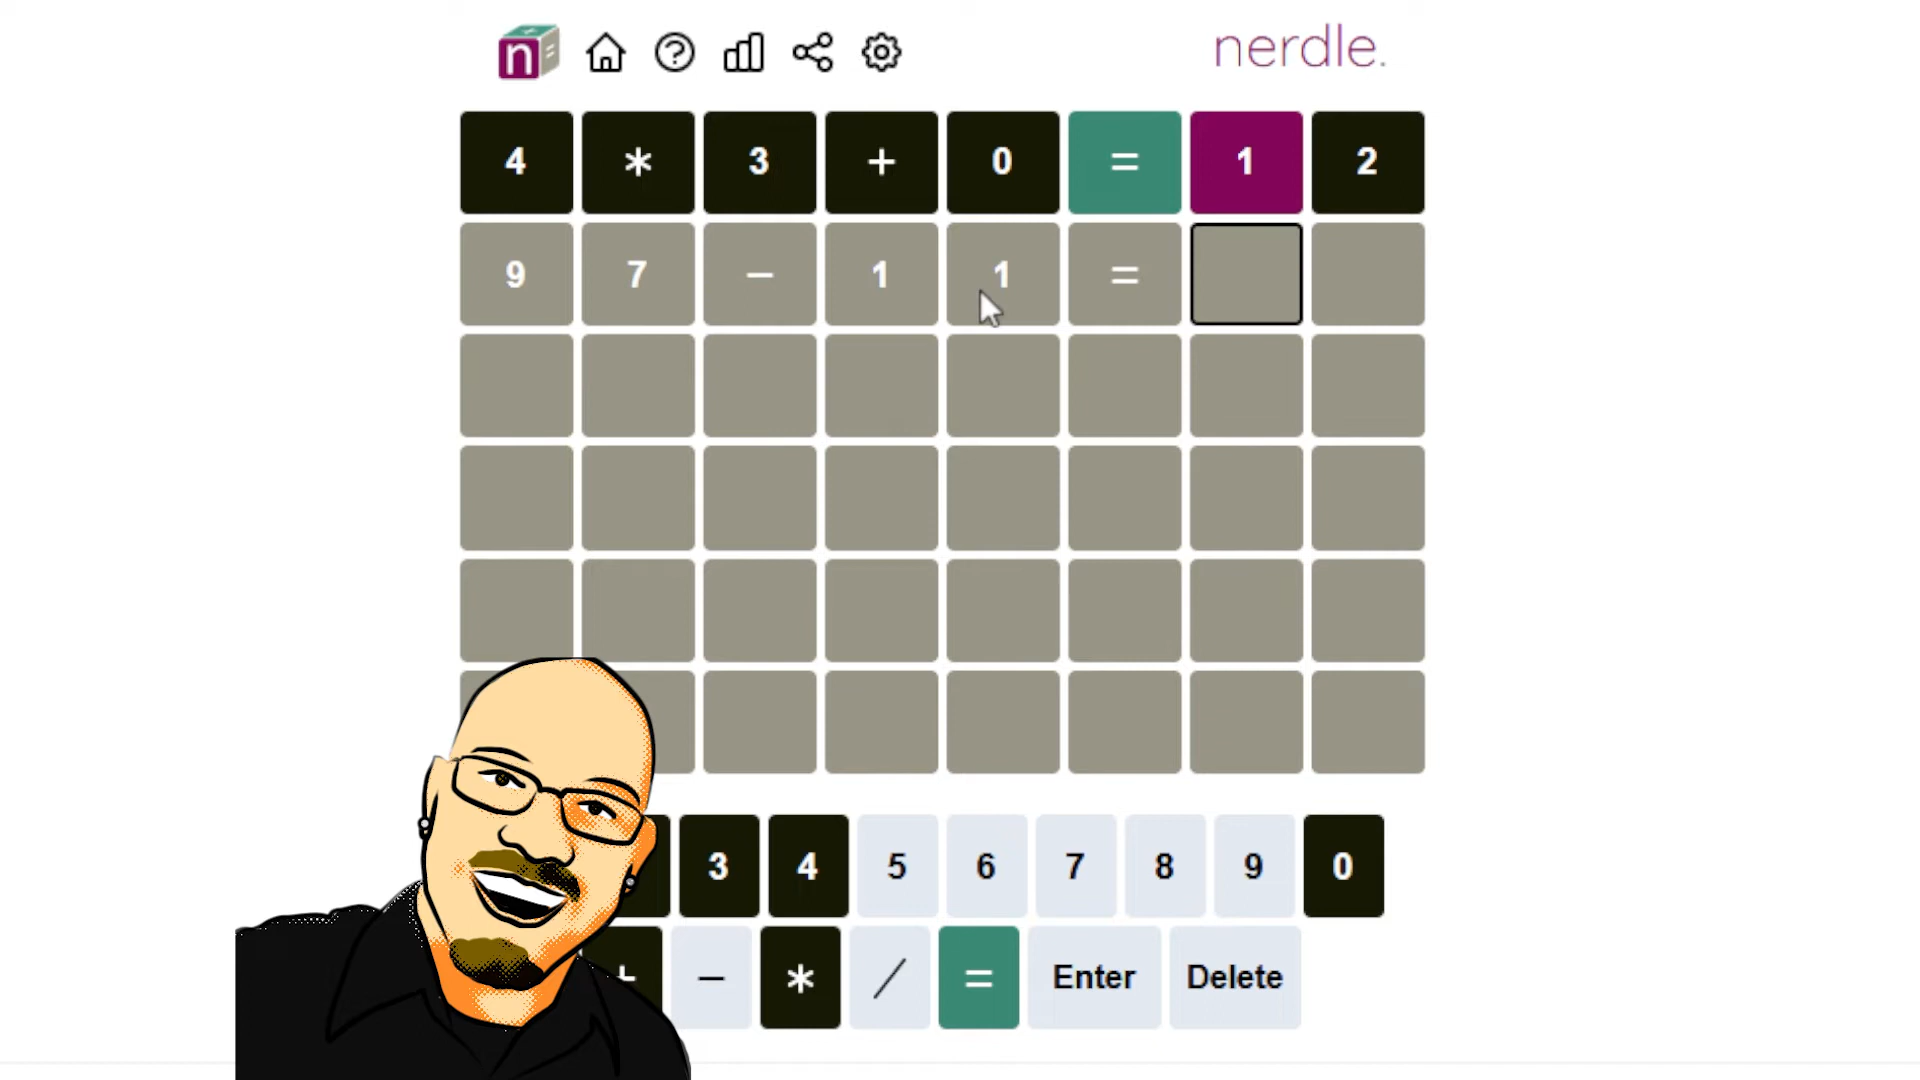 n nerdle.
4 * 3 + 0 = 1 2
9 7 - 1 1 =
3 4 5 6 7 8 9 0
+ - * / = Enter Delete